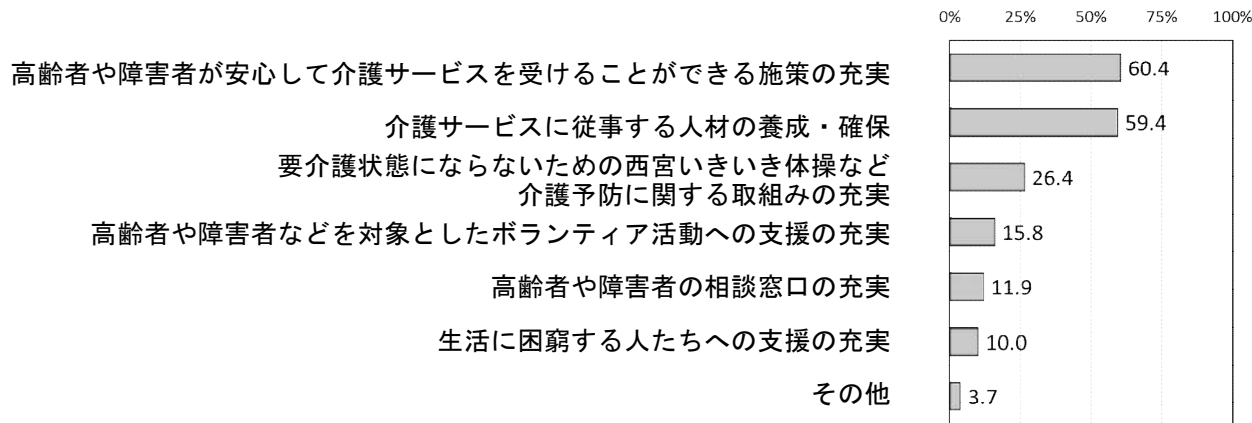 0% 25% 50% 75% 100%
高齢者や障害者が安心して介護サービスを受けることができる施策の充実 60.4
介護サービスに従事する人材の養成・確保 59.4
要介護状態にならないための西宮いきいき体操など
介護予防に関する取組みの充実 26.4
高齢者や障害者などを対象としたボランティア活動への支援の充実 15.8
高齢者や障害者の相談窓口の充実 11.9
生活に困窮する人たちへの支援の充実 10.0
その他 3.7